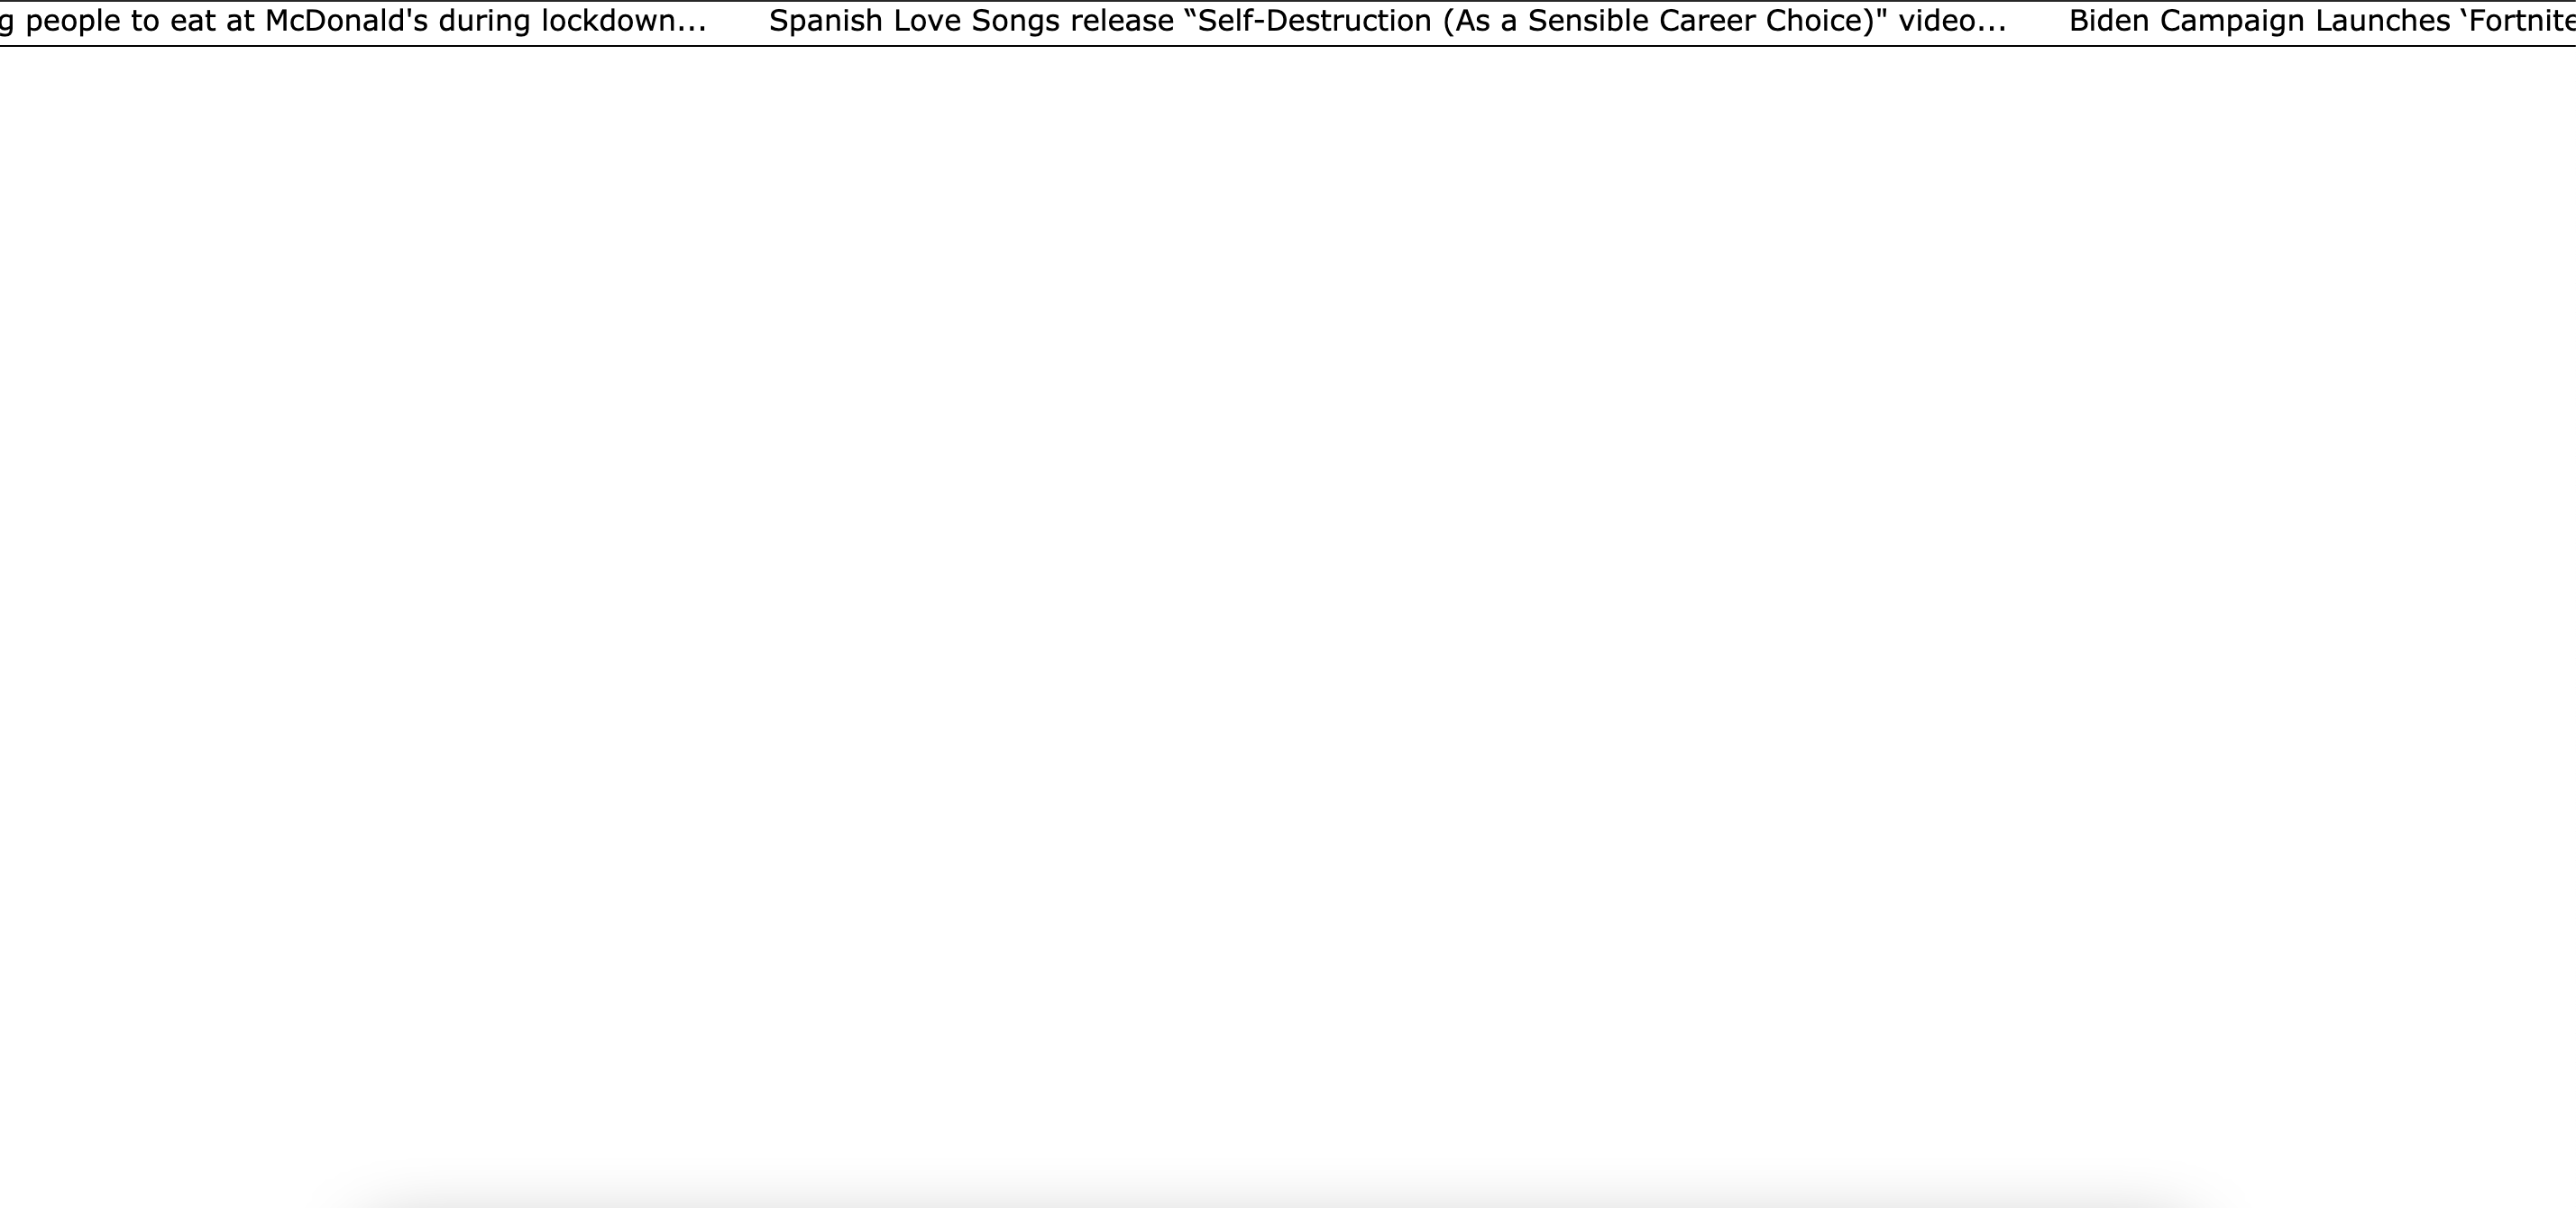 g people to eat at McDonald's during lockdown... Spanish Love Songs release “Self-Destruction (As a Sensible Career Choice)" video... Biden Campaign Launches ‘Fortnite